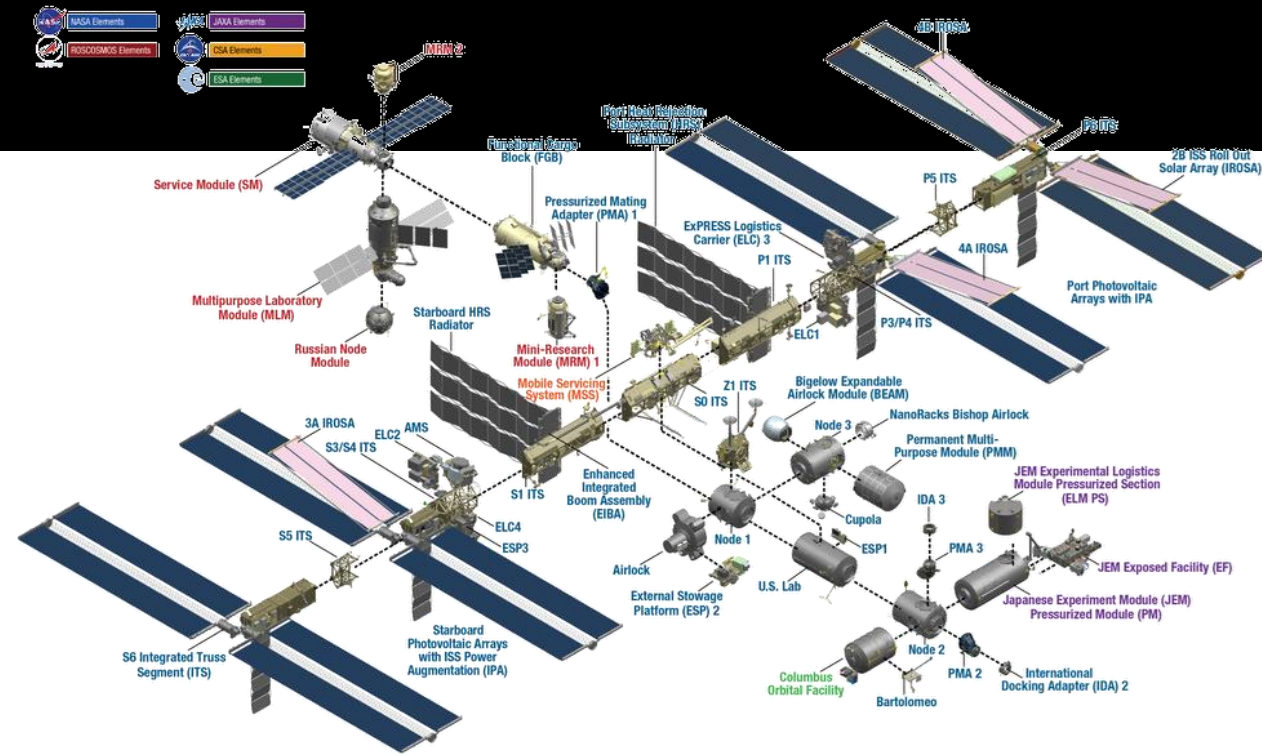 NASA Elements
JAXA Elements
ROSCOSMOS Elements
CSA Elements
ESA Elements
MRM 2
4B IROSA
Port Heat Rejection
Subsystem (HRS)
Radiator
P6 ITS
Functional Cargo
Block (FGB)
2B ISS Roll Out
Solar Array (IROSA)
Service Module (SM)
P5 ITS
Pressurized Mating
Adapter (PMA) 1
ExPRESS Logistics
Carrier (ELC) 3
4A IROSA
P1 ITS
Port Photovoltaic
Arrays with IPA
Multipurpose Laboratory
Module (MLM)
Starboard HRS
Radiator
ELC1
P3/P4 ITS
Russian Node
Module
Mini-Research
Module (MRM) 1
Mobile Servicing
System (MSS)
S0 ITS
Z1 ITS
Bigelow Expandable
Airlock Module (BEAM)
NanoRacks Bishop Airlock
Node 3
Permanent Multi-
Purpose Module (PMM)
3A IROSA
S3/S4 ITS
ELC2
AMS
JEM Experimental Logistics
Module Pressurized Section
(ELM PS)
S1 ITS
Enhanced
Integrated
Boom Assembly
(EIBA)
IDA 3
Cupola
ELC4
Node 1
S5 ITS
ESP3
ESP1
PMA 3
Airlock
U.S. Lab
JEM Exposed Facility (EF)
External Stowage
Platform (ESP) 2
Japanese Experiment Module (JEM)
Pressurized Module (PM)
Starboard
Photovoltaic Arrays
with ISS Power
Augmentation (IPA)
S6 Integrated Truss
Segment (ITS)
Node 2
PMA 2
International
Docking Adapter (IDA) 2
Columbus
Orbital Facility
Bartolomeo